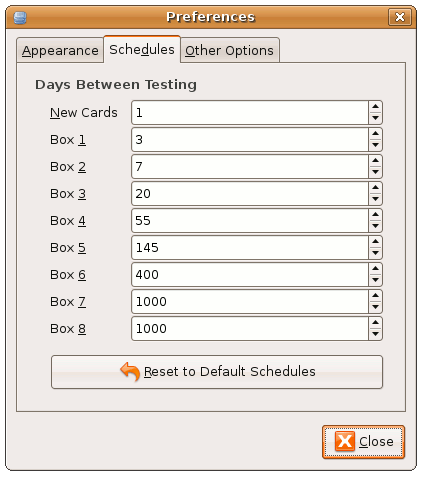 Preferences
Appearance Schedules Other Options
Days Between Testing
New Cards 1
Box 1 3
Box 2 7
Box 3 20
Box 4 55
Box 5 145
Box 6 400
Box 7 1000
Box 8 1000
Reset to Default Schedules
Close